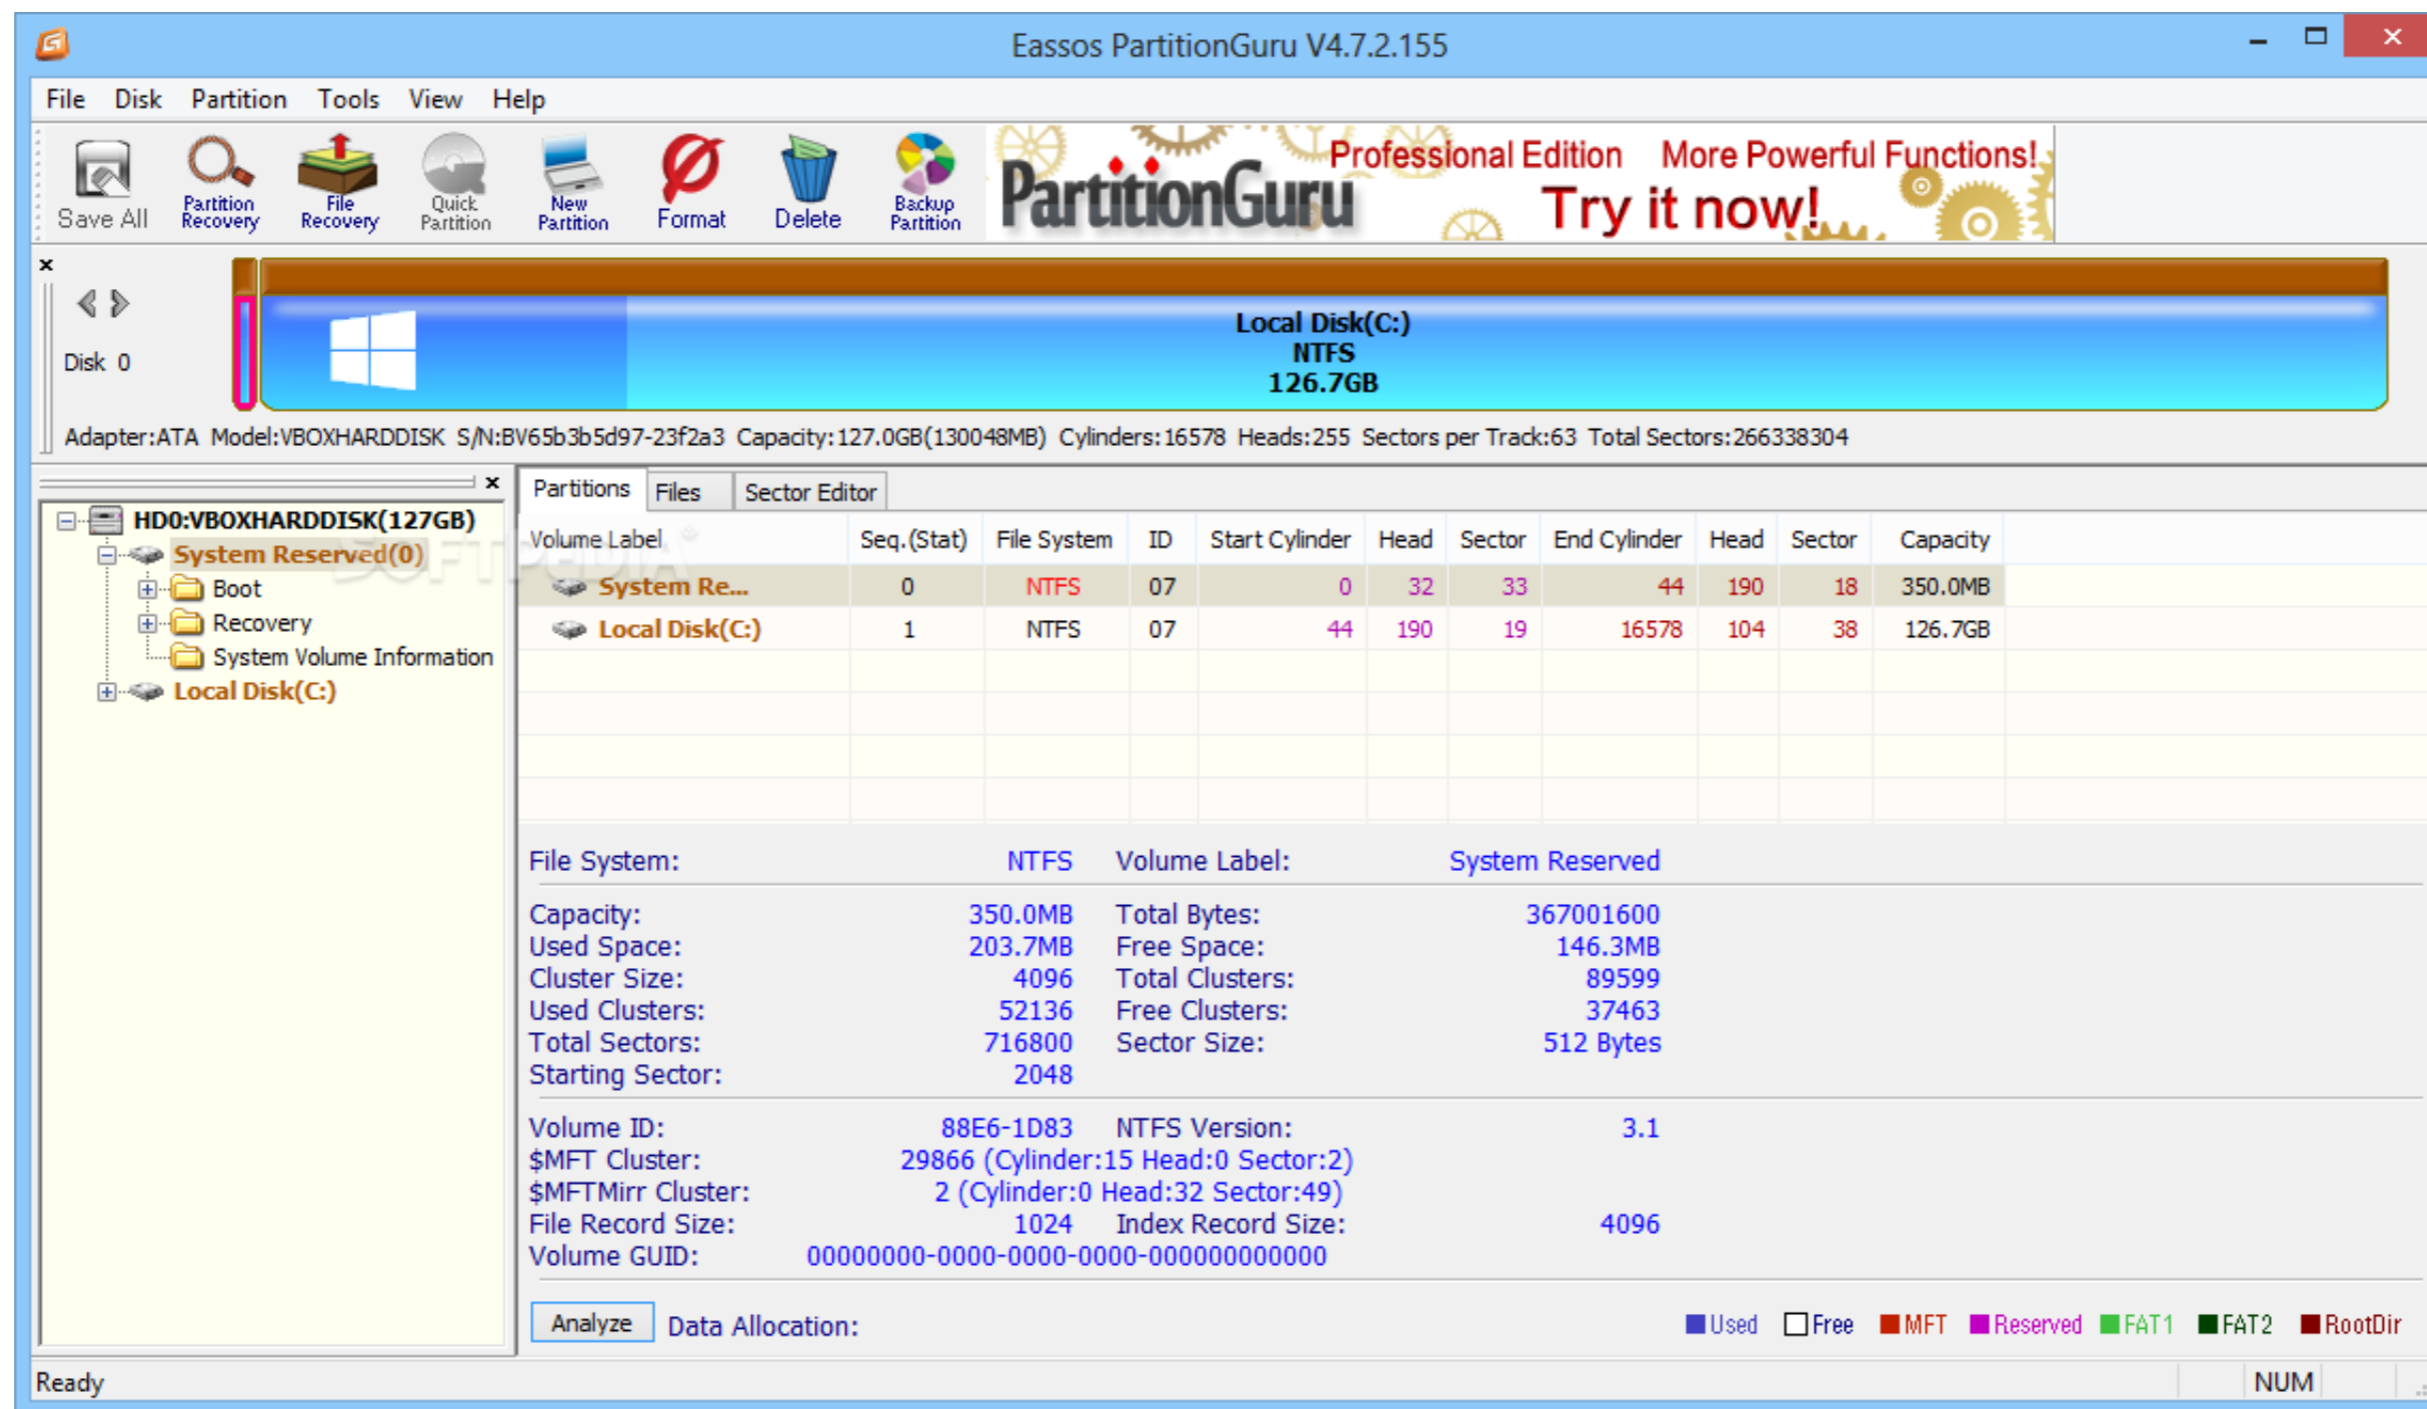 Eassos PartitionGuru V4.7.2.155
File Disk Partition Tools View Help
Save All
Partition Recovery
File Recovery
Quick Partition
New Partition
Format
Delete
Backup Partition
PartitionGuru
Professional Edition More Powerful Functions!
Try it now!
Disk 0
Local Disk(C:)
NTFS
126.7GB
Adapter:ATA Model:VBOXHARDDISK S/N:BV65b3b5d97-23f2a3 Capacity:127.0GB(130048MB) Cylinders:16578 Heads:255 Sectors per Track:63 Total Sectors:266338304
HD0:VBOXHARDDISK(127GB)
System Reserved(0)
Boot
Recovery
System Volume Information
Local Disk(C:)
SOFTPEDIA
Partitions Files Sector Editor
Volume Label Seq.(Stat) File System ID Start Cylinder Head Sector End Cylinder Head Sector Capacity
System Re... 0 NTFS 07 0 32 33 44 190 18 350.0MB
Local Disk(C:) 1 NTFS 07 44 190 19 16578 104 38 126.7GB
File System: NTFS Volume Label: System Reserved
Capacity: 350.0MB Total Bytes: 367001600
Used Space: 203.7MB Free Space: 146.3MB
Cluster Size: 4096 Total Clusters: 89599
Used Clusters: 52136 Free Clusters: 37463
Total Sectors: 716800 Sector Size: 512 Bytes
Starting Sector: 2048
Volume ID: 88E6-1D83 NTFS Version: 3.1
$MFT Cluster: 29866 (Cylinder:15 Head:0 Sector:2)
$MFTMirr Cluster: 2 (Cylinder:0 Head:32 Sector:49)
File Record Size: 1024 Index Record Size: 4096
Volume GUID: 00000000-0000-0000-0000-000000000000
Analyze Data Allocation: Used Free MFT Reserved FAT1 FAT2 RootDir
Ready NUM